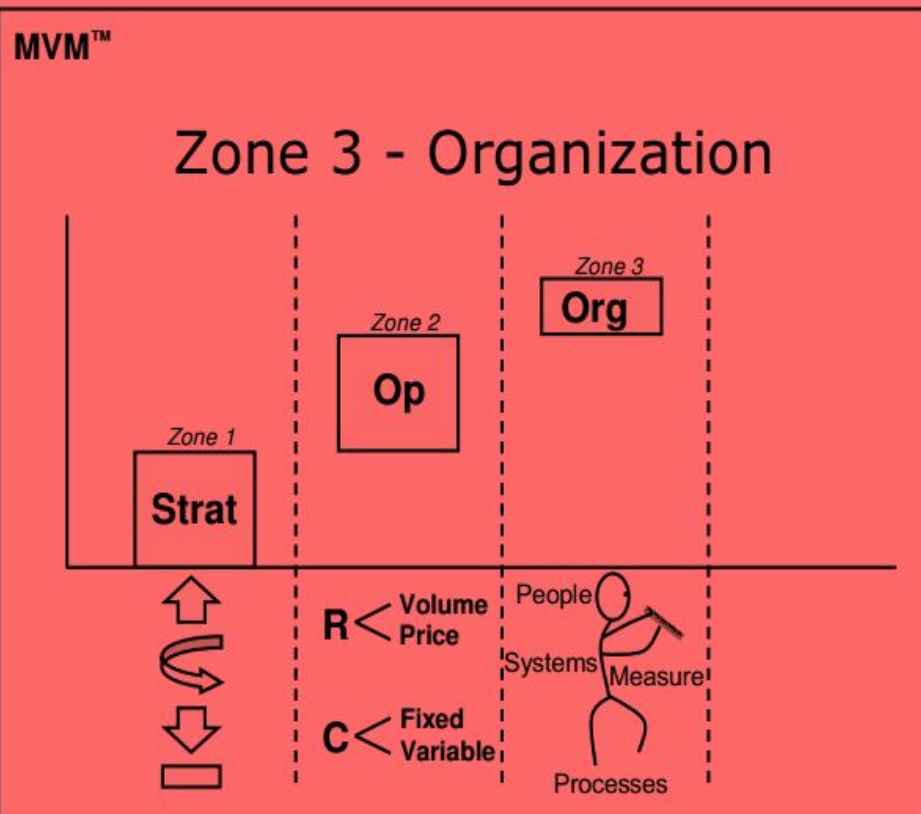 MVM™
Zone 3 - Organization
Zone 3
Org
Zone 2
Op
Zone 1
Strat
R < Volume
Price
C < Fixed
Variable
People
Systems
Measure
Processes